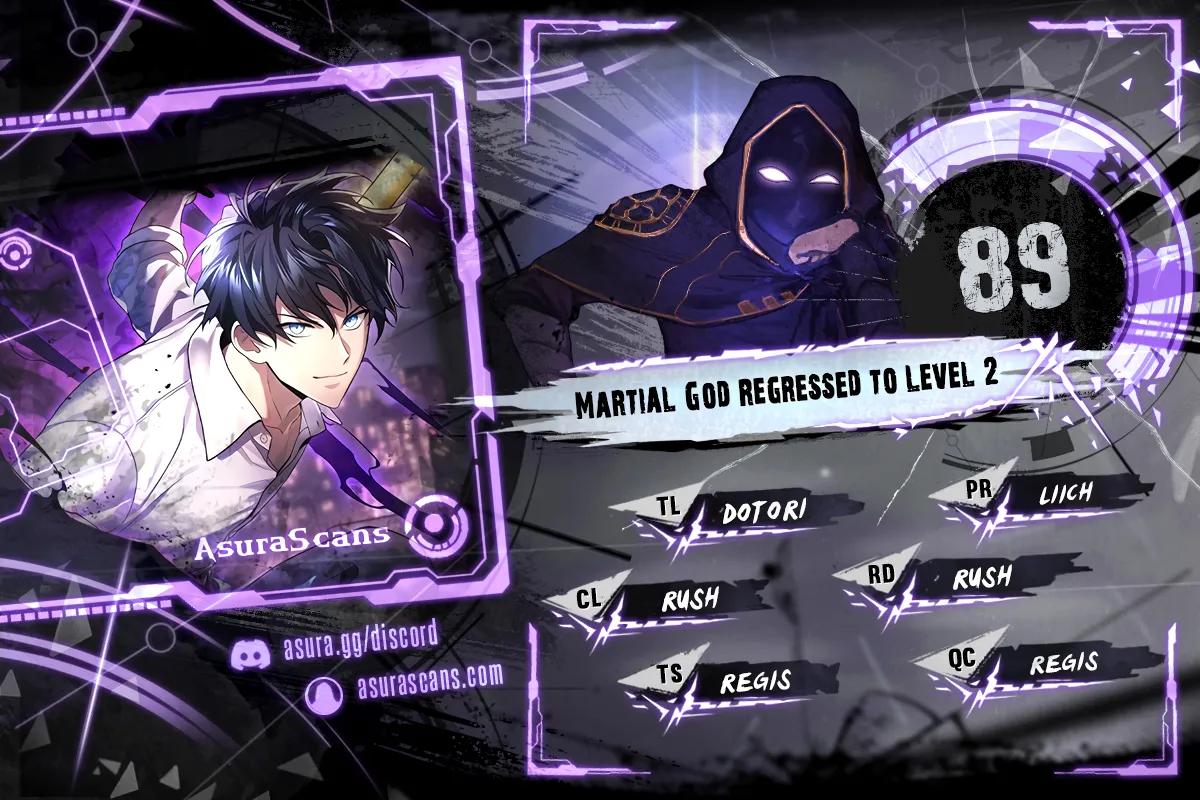 89
MARTIAL GOD REGRESSED TO LEVEL 2
TL DOTORI
PR LIICH
CL RUSH
RD RUSH
TS REGIS
QC REGIS
AsuraScans
asura.gg/discord
asurascans.com